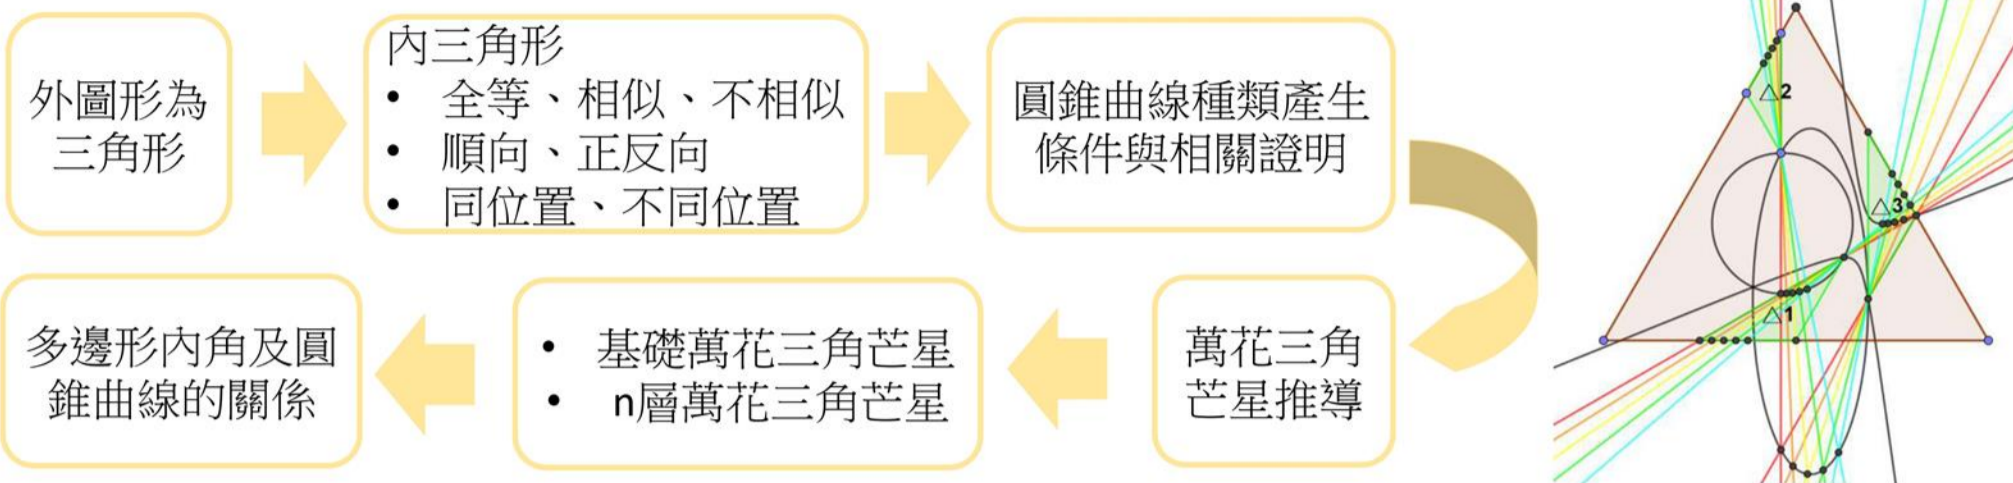 外圖形為
三角形
內三角形
• 全等、相似、不相似
• 順向、正反向
• 同位置、不同位置
圓錐曲線種類產生
條件與相關證明
萬花三角
芒星推導
• 基礎萬花三角芒星
• n層萬花三角芒星
多邊形內角及圓
錐曲線的關係
△2
△3
△1